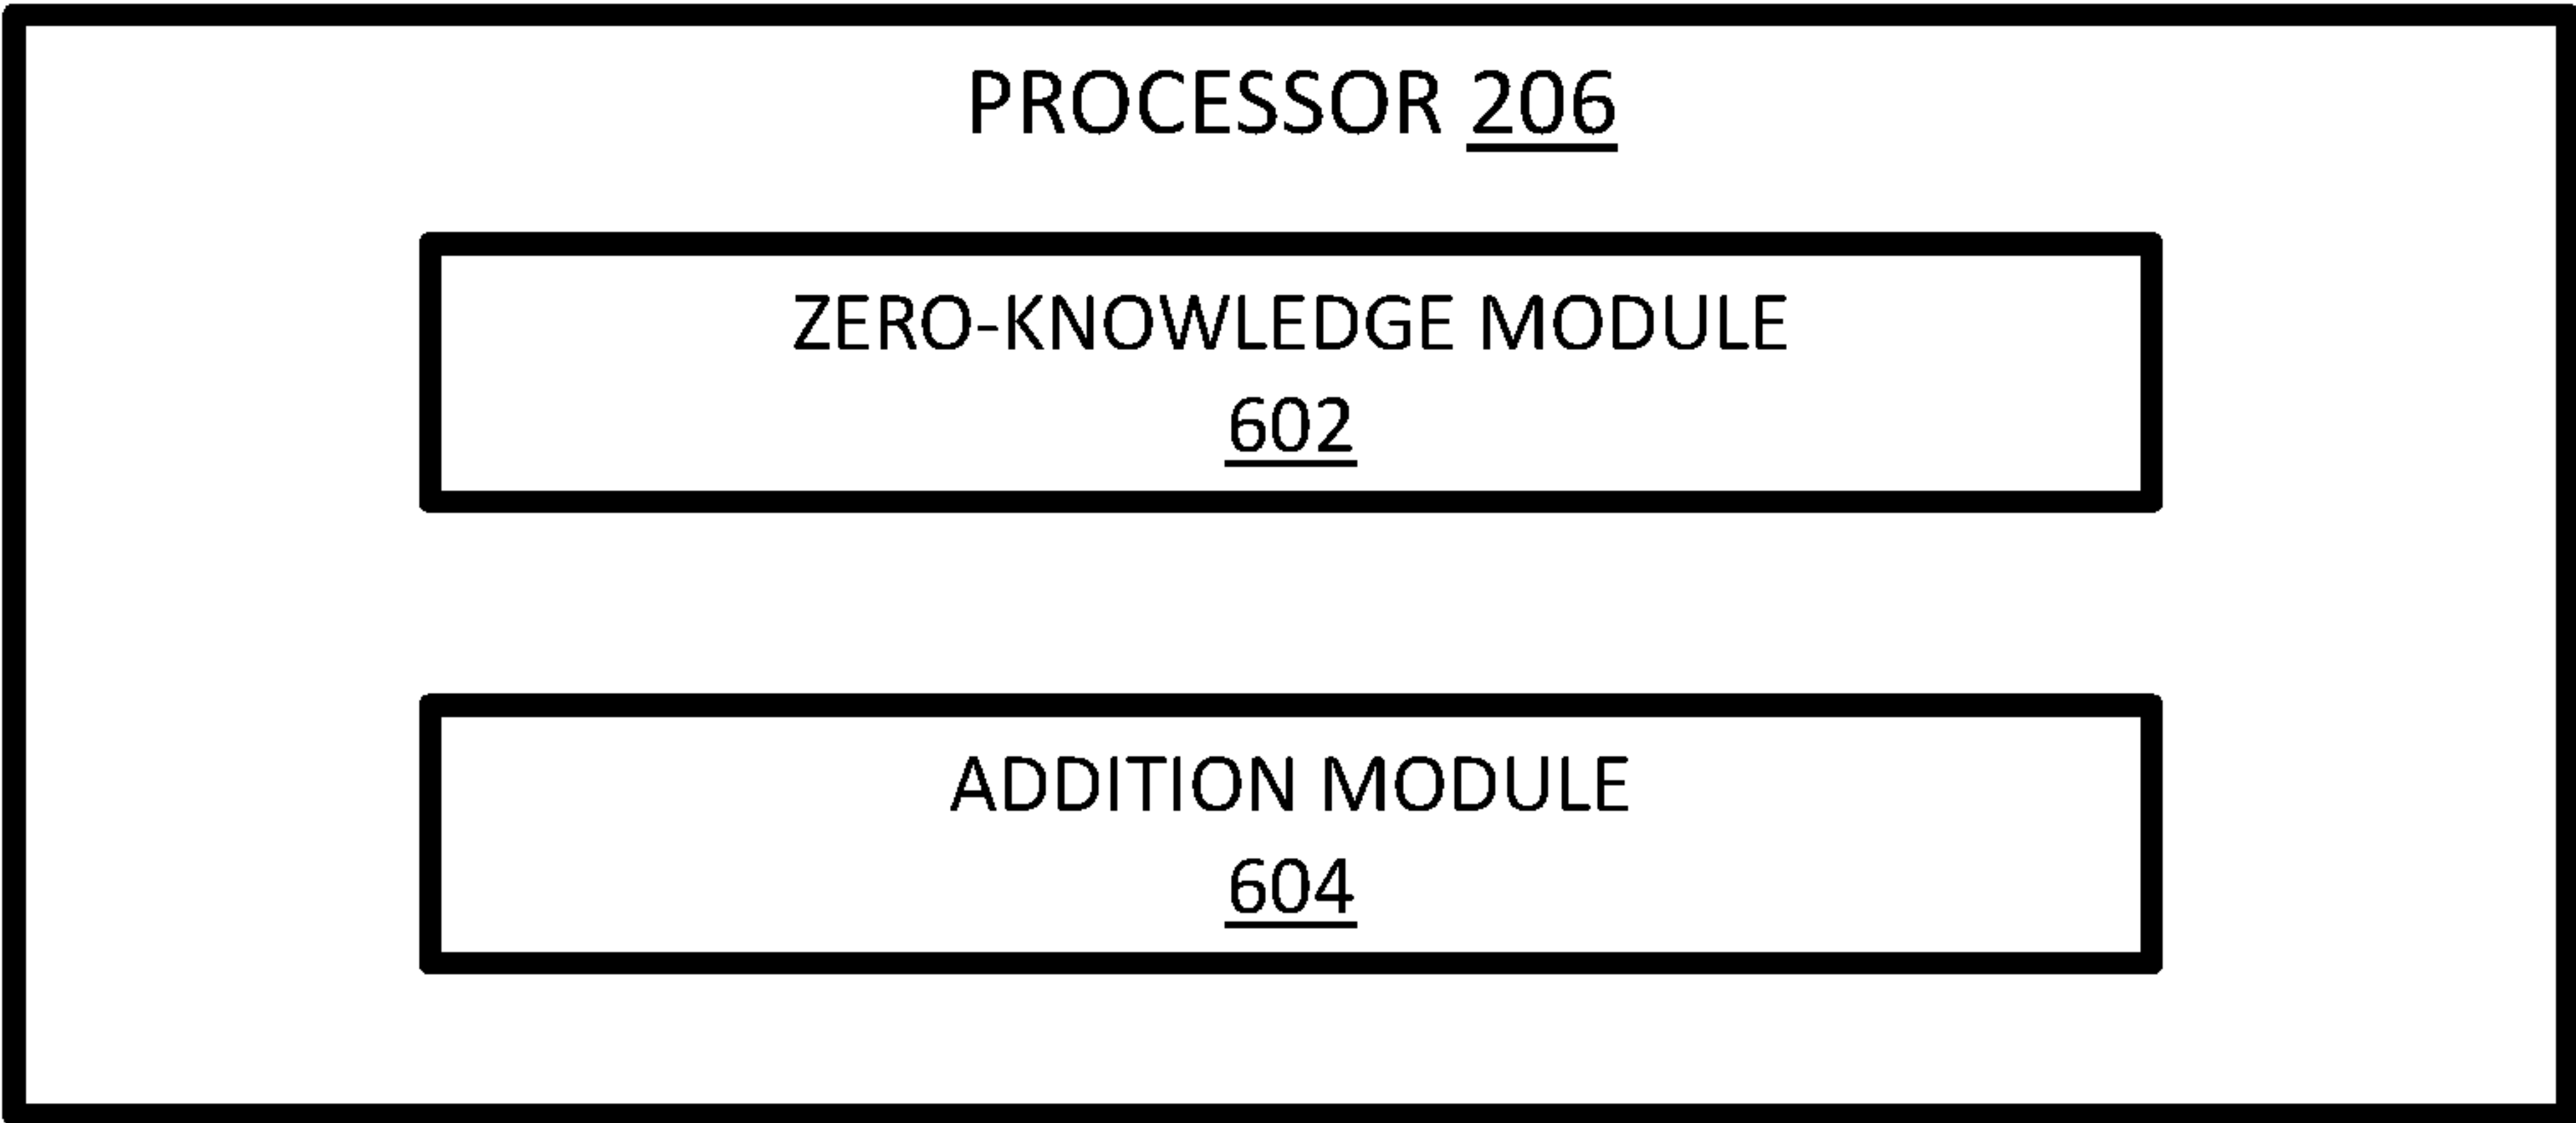 PROCESSOR 206
ZERO-KNOWLEDGE MODULE
602
ADDITION MODULE
604